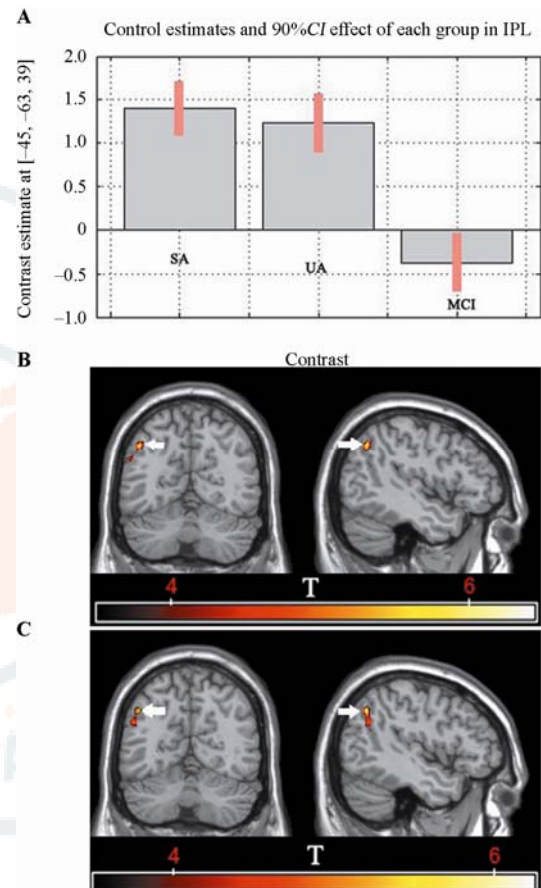 A
Control estimates and 90%CI effect of each group in IPL
Contrast estimate at [–45, –63, 39]
2.0
1.5
1.0
0.5
0
–0.5
–1.0
SA
UA
MCI
B
Contrast
4 T 6
C
4 T 6